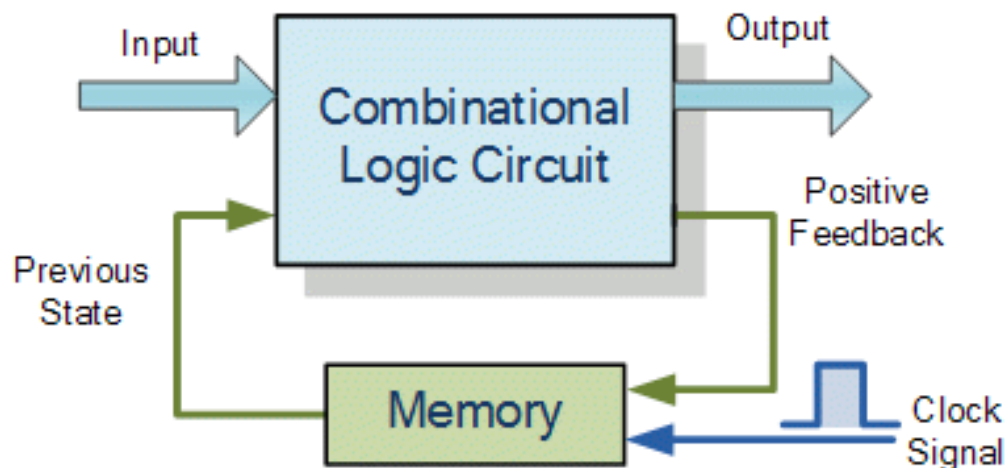 Input
Output
Combinational
Logic Circuit
Positive
Feedback
Previous
State
Memory
Clock
Signal